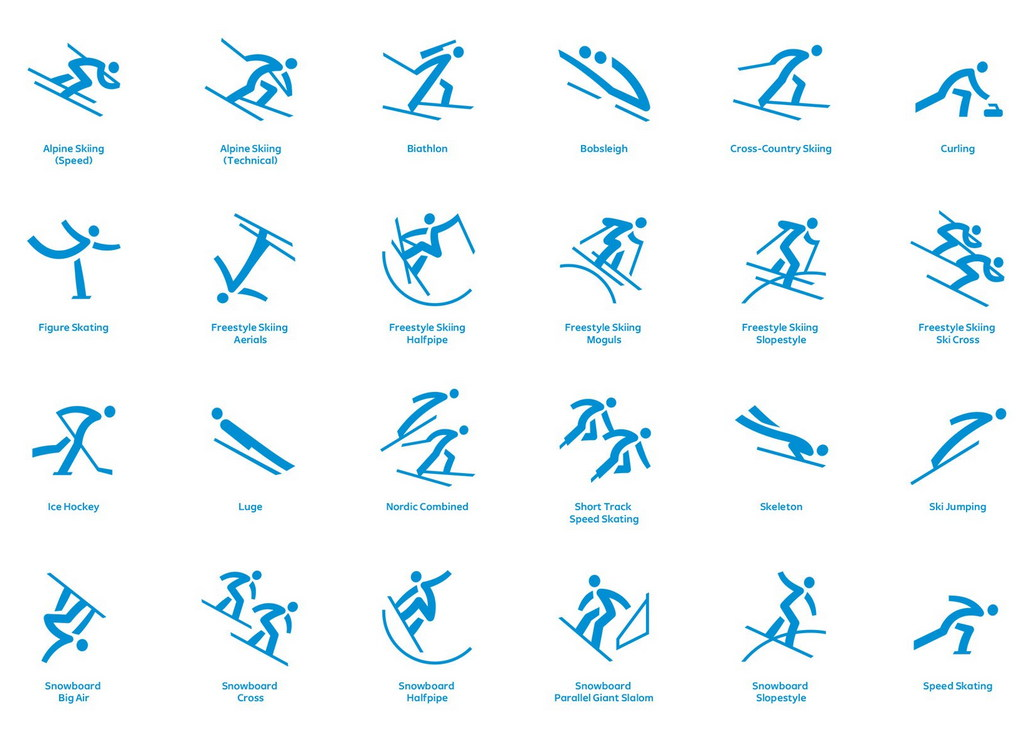 Alpine Skiing
(Speed)
Alpine Skiing
(Technical)
Biathlon
Bobsleigh
Cross-Country Skiing
Curling
Figure Skating
Freestyle Skiing
Aerials
Freestyle Skiing
Halfpipe
Freestyle Skiing
Moguls
Freestyle Skiing
Slopestyle
Freestyle Skiing
Ski Cross
Ice Hockey
Luge
Nordic Combined
Short Track
Speed Skating
Skeleton
Ski Jumping
Snowboard
Big Air
Snowboard
Cross
Snowboard
Halfpipe
Snowboard
Parallel Giant Slalom
Snowboard
Slopestyle
Speed Skating